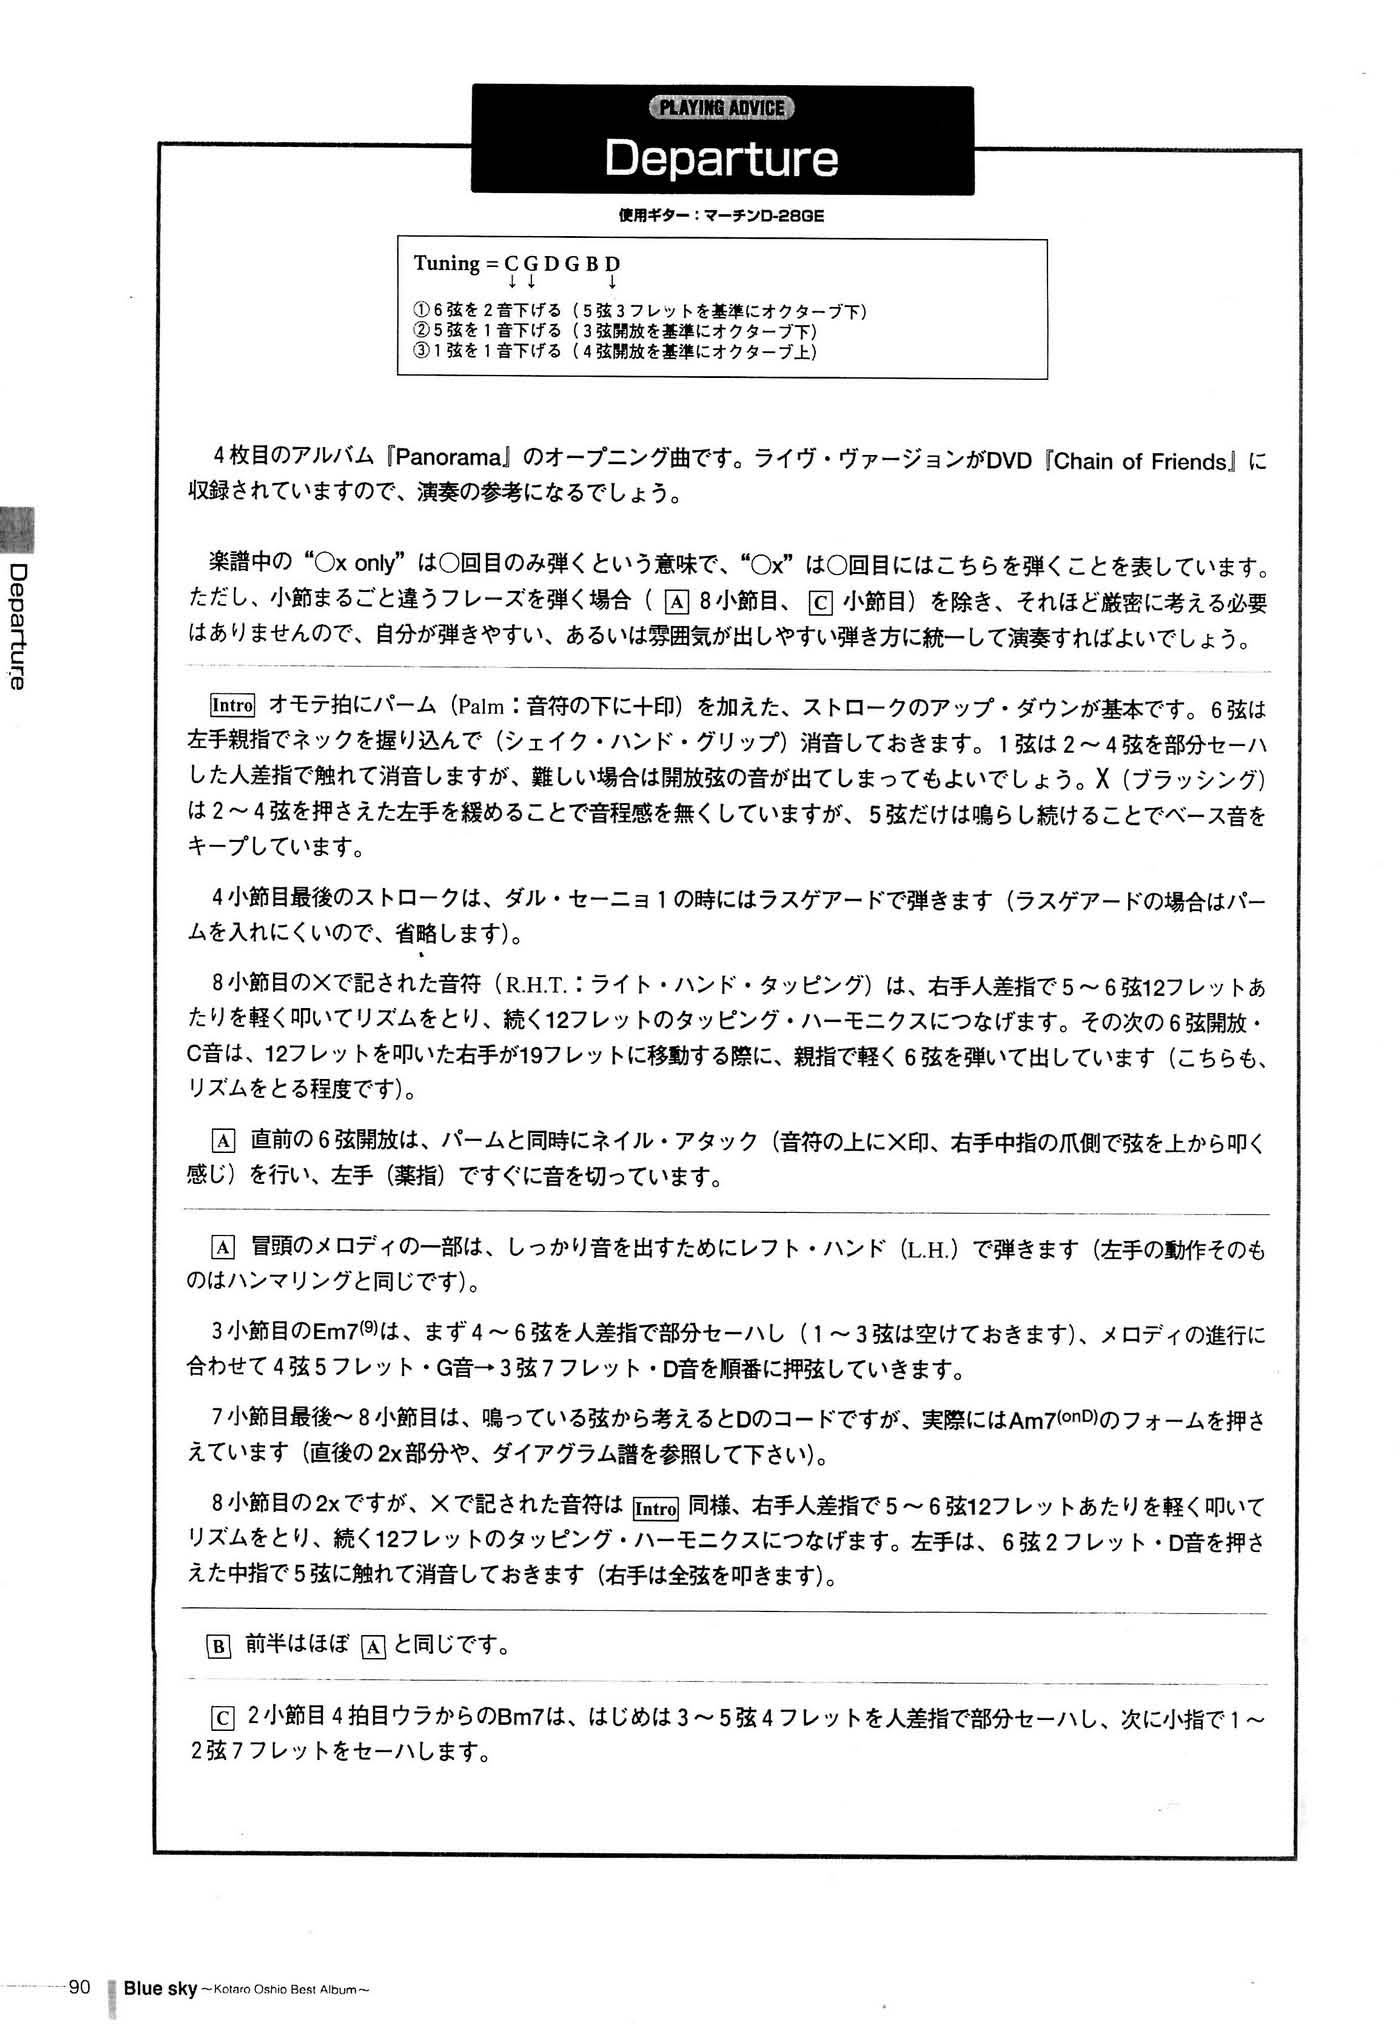 PLAYING ADVICE
Departure
使用ギター：マーチンD-28GE
Tuning = C G D G B D
↓ ↓ ↓
①6弦を2音下げる（5弦3フレットを基準にオクターブ下）
②5弦を1音下げる（3弦開放を基準にオクターブ下）
③1弦を1音下げる（4弦開放を基準にオクターブ上）
4枚目のアルバム『Panorama』のオープニング曲です。ライヴ・ヴァージョンがDVD『Chain of Friends』に
収録されていますので、演奏の参考になるでしょう。
楽譜中の“○x only”は○回目のみ弾くという意味で、“○x”は○回目にはこちらを弾くことを表しています。
ただし、小節まるごと違うフレーズを弾く場合（ A 8小節目、 C 小節目）を除き、それほど厳密に考える必要
はありませんので、自分が弾きやすい、あるいは雰囲気が出しやすい弾き方に統一して演奏すればよいでしょう。
Intro オモテ拍にパーム（Palm：音符の下に十印）を加えた、ストロークのアップ・ダウンが基本です。6弦は
左手親指でネックを握り込んで（シェイク・ハンド・グリップ）消音しておきます。1弦は2～4弦を部分セーハ
した人差指で触れて消音しますが、難しい場合は開放弦の音が出てしまってもよいでしょう。X（ブラッシング）
は2～4弦を押さえた左手を緩めることで音程感を無くしていますが、5弦だけは鳴らし続けることでベース音を
キープしています。
4小節目最後のストロークは、ダル・セーニョ1の時にはラスゲアードで弾きます（ラスゲアードの場合はパー
ムを入れにくいので、省略します）。
8小節目の×で記された音符（R.H.T.：ライト・ハンド・タッピング）は、右手人差指で5～6弦12フレットあ
たりを軽く叩いてリズムをとり、続く12フレットのタッピング・ハーモニクスにつなげます。その次の6弦開放・
C音は、12フレットを叩いた右手が19フレットに移動する際に、親指で軽く6弦を弾いて出しています（こちらも、
リズムをとる程度です）。
A 直前の6弦開放は、パームと同時にネイル・アタック（音符の上に×印、右手中指の爪側で弦を上から叩く
感じ）を行い、左手（薬指）ですぐに音を切っています。
A 冒頭のメロディの一部は、しっかり音を出すためにレフト・ハンド（L.H.）で弾きます（左手の動作そのも
のはハンマリングと同じです）。
3小節目のEm7(9)は、まず4～6弦を人差指で部分セーハし（1～3弦は空けておきます）、メロディの進行に
合わせて4弦5フレット・G音→3弦7フレット・D音を順番に押弦していきます。
7小節目最後～8小節目は、鳴っている弦から考えるとDのコードですが、実際にはAm7(onD)のフォームを押さ
えています（直後の2x部分や、ダイアグラム譜を参照して下さい）。
8小節目の2xですが、×で記された音符は Intro 同様、右手人差指で5～6弦12フレットあたりを軽く叩いて
リズムをとり、続く12フレットのタッピング・ハーモニクスにつなげます。左手は、6弦2フレット・D音を押さ
えた中指で5弦に触れて消音しておきます（右手は全弦を叩きます）。
B 前半はほぼ A と同じです。
C 2小節目4拍目ウラからのBm7は、はじめは3～5弦4フレットを人差指で部分セーハし、次に小指で1～
2弦7フレットをセーハします。
Departure
90
Blue sky ～Kotaro Oshio Best Album～